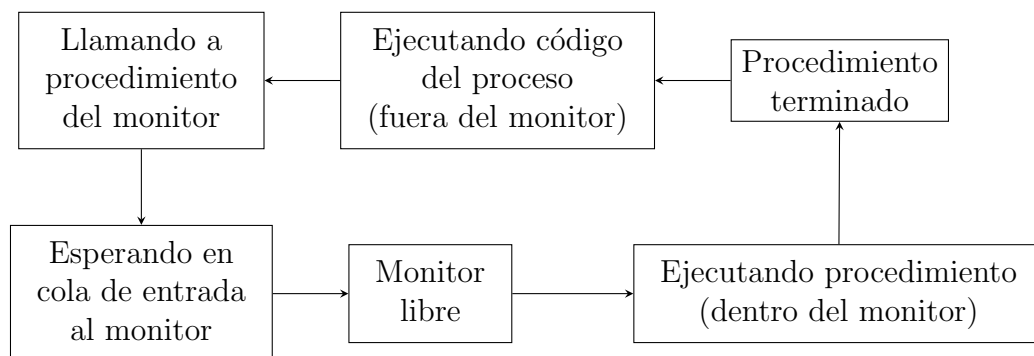 Llamando a
procedimiento
del monitor
Ejecutando código
del proceso
(fuera del monitor)
Procedimiento
terminado
Esperando en
cola de entrada
al monitor
Monitor
libre
Ejecutando procedimiento
(dentro del monitor)